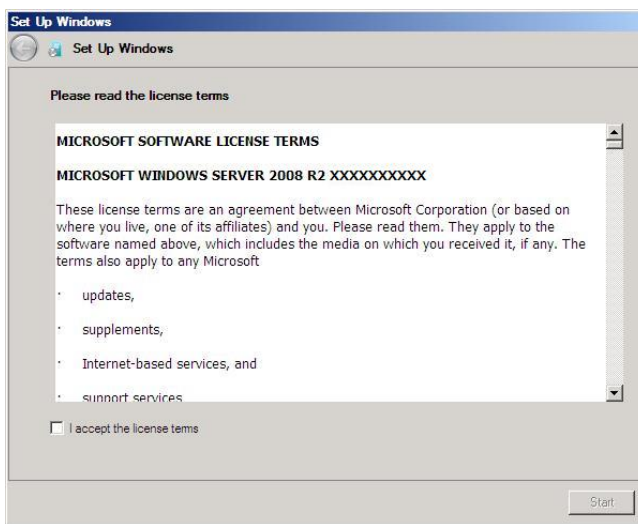 Set Up Windows
Set Up Windows
Please read the license terms
MICROSOFT SOFTWARE LICENSE TERMS
MICROSOFT WINDOWS SERVER 2008 R2 XXXXXXXXXX
These license terms are an agreement between Microsoft Corporation (or based on
where you live, one of its affiliates) and you. Please read them. They apply to the
software named above, which includes the media on which you received it, if any. The
terms also apply to any Microsoft
· updates,
· supplements,
· Internet-based services, and
· support services
I accept the license terms
Start